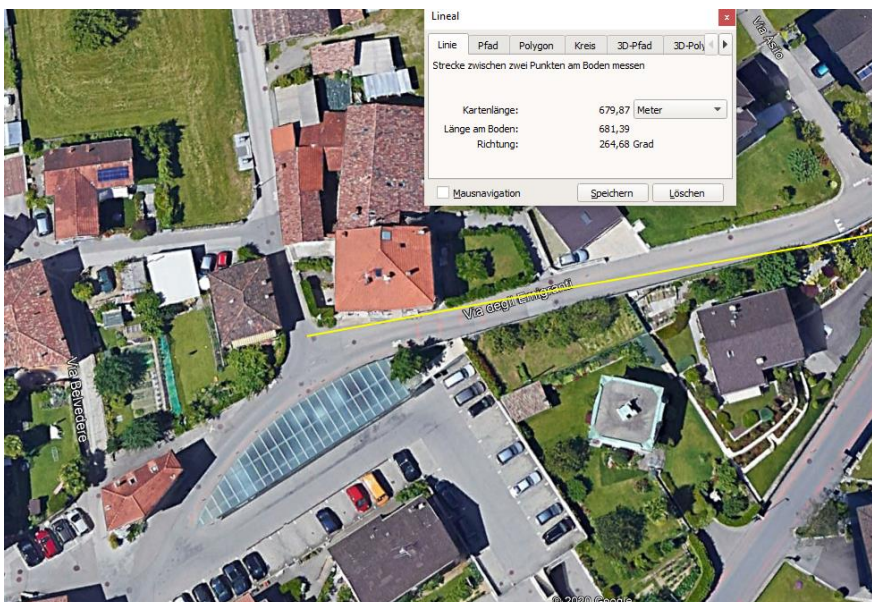 Lineal
x
Linie Pfad Polygon Kreis 3D-Pfad 3D-Poly
Strecke zwischen zwei Punkten am Boden messen
Kartenlänge: 679,87 Meter
Länge am Boden: 681,39
Richtung: 264,68 Grad
Mausnavigation Speichern Löschen
Via Asilo
Via degli Emigranti
Via Belvedere
© 2020 Google